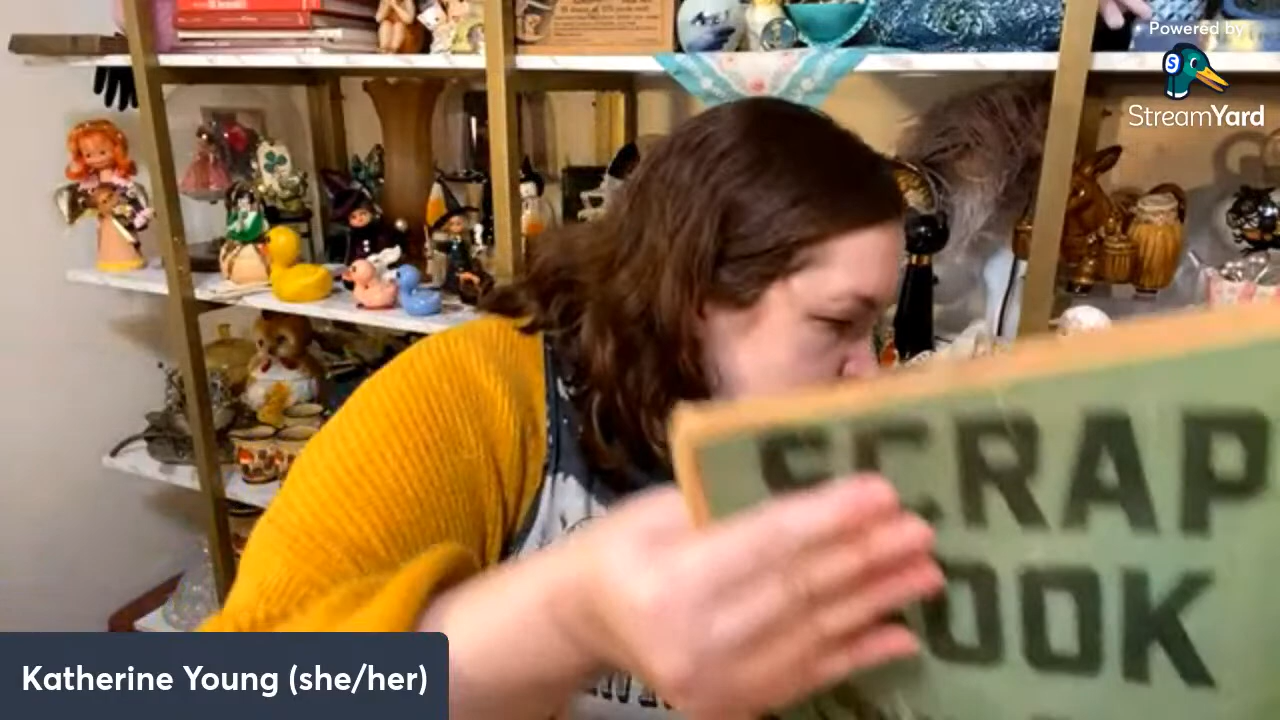 Powered by
StreamYard
SCRAP
BOOK
Katherine Young (she/her)